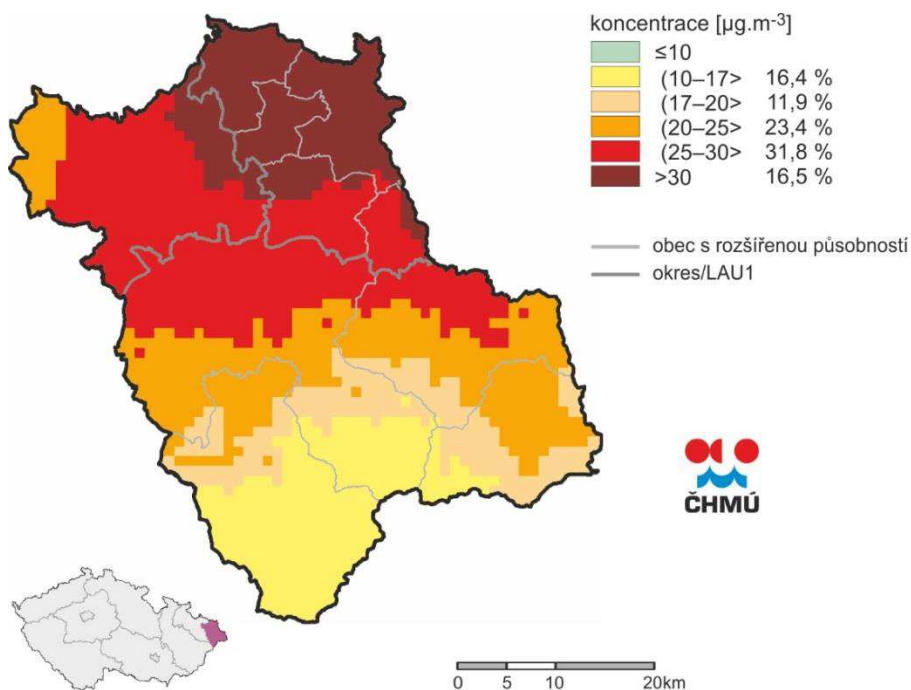 koncentrace [µg.m⁻³]
≤10
(10–17> 16,4 %
(17–20> 11,9 %
(20–25> 23,4 %
(25–30> 31,8 %
>30 16,5 %
obec s rozšířenou působností
okres/LAU1
ČHMÚ
0 5 10 20km